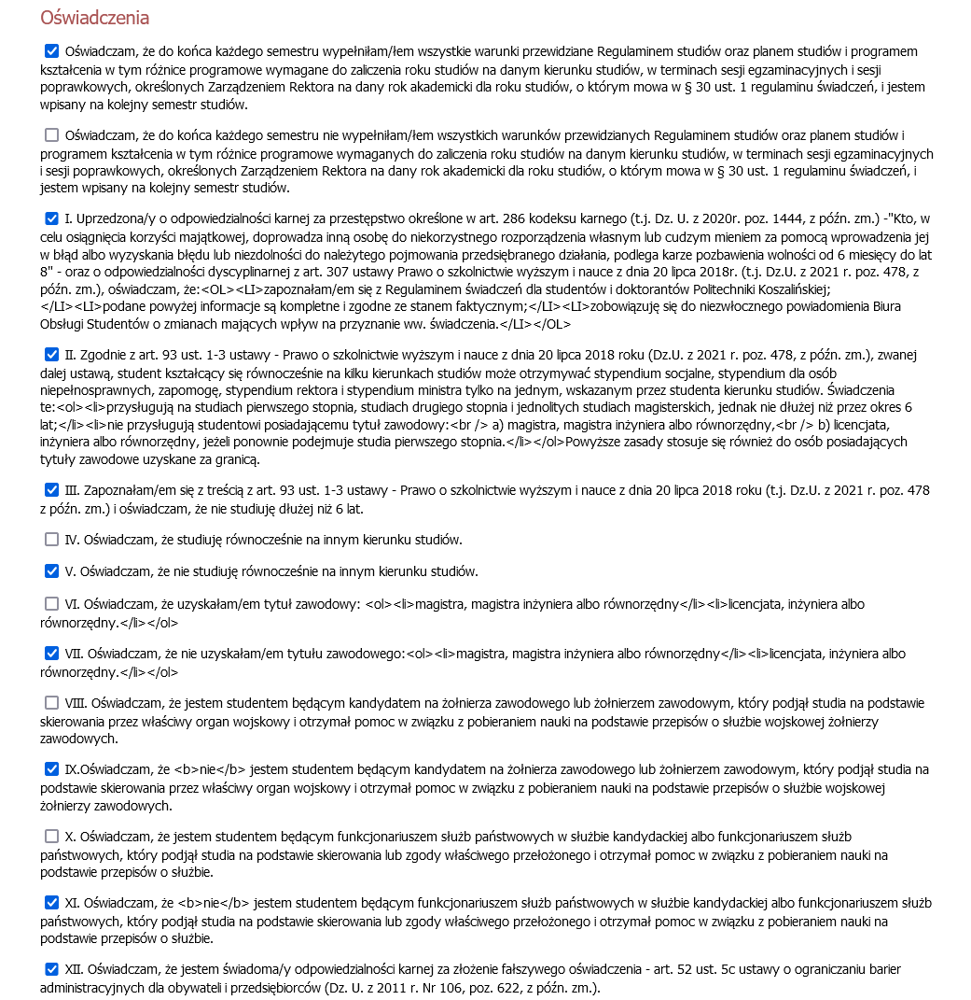 Oświadczenia
Oświadczam, że do końca każdego semestru wypełniłam/łem wszystkie warunki przewidziane Regulaminem studiów oraz planem studiów i programem
kształcenia w tym różnice programowe wymagane do zaliczenia roku studiów na danym kierunku studiów, w terminach sesji egzaminacyjnych i sesji
poprawkowych, określonych Zarządzeniem Rektora na dany rok akademicki dla roku studiów, o którym mowa w § 30 ust. 1 regulaminu świadczeń, i jestem
wpisany na kolejny semestr studiów.
Oświadczam, że do końca każdego semestru nie wypełniłam/łem wszystkich warunków przewidzianych Regulaminem studiów oraz planem studiów i
programem kształcenia w tym różnice programowe wymaganych do zaliczenia roku studiów na danym kierunku studiów, w terminach sesji egzaminacyjnych
i sesji poprawkowych, określonych Zarządzeniem Rektora na dany rok akademicki dla roku studiów, o którym mowa w § 30 ust. 1 regulaminu świadczeń, i
jestem wpisany na kolejny semestr studiów.
I. Uprzedzona/y o odpowiedzialności karnej za przestępstwo określone w art. 286 kodeksu karnego (t.j. Dz. U. z 2020r. poz. 1444, z późn. zm.) -"Kto, w
celu osiągnięcia korzyści majątkowej, doprowadza inną osobę do niekorzystnego rozporządzenia własnym lub cudzym mieniem za pomocą wprowadzenia jej
w błąd albo wyzyskania błędu lub niezdolności do należytego pojmowania przedsiębranego działania, podlega karze pozbawienia wolności od 6 miesięcy do lat
8" - oraz o odpowiedzialności dyscyplinarnej z art. 307 ustawy Prawo o szkolnictwie wyższym i nauce z dnia 20 lipca 2018r. (t.j. Dz.U. z 2021 r. poz. 478, z
późn. zm.), oświadczam, że:<OL><LI>zapoznałam/em się z Regulaminem świadczeń dla studentów i doktorantów Politechniki Koszalińskiej;
</LI><LI>podane powyżej informacje są kompletne i zgodne ze stanem faktycznym;</LI><LI>zobowiązuję się do niezwłocznego powiadomienia Biura
Obsługi Studentów o zmianach mających wpływ na przyznanie ww. świadczenia.</LI></OL>
II. Zgodnie z art. 93 ust. 1-3 ustawy - Prawo o szkolnictwie wyższym i nauce z dnia 20 lipca 2018 roku (Dz.U. z 2021 r. poz. 478, z późn. zm.), zwanej
dalej ustawą, student kształcący się równocześnie na kilku kierunkach studiów może otrzymywać stypendium socjalne, stypendium dla osób
niepełnosprawnych, zapomogę, stypendium rektora i stypendium ministra tylko na jednym, wskazanym przez studenta kierunku studiów. Świadczenia
te:<ol><li>przysługują na studiach pierwszego stopnia, studiach drugiego stopnia i jednolitych studiach magisterskich, jednak nie dłużej niż przez okres 6
lat;</li><li>nie przysługują studentowi posiadającemu tytuł zawodowy:<br /> a) magistra, magistra inżyniera albo równorzędny,<br /> b) licencjata,
inżyniera albo równorzędny, jeżeli ponownie podejmuje studia pierwszego stopnia.</li></ol>Powyższe zasady stosuje się również do osób posiadających
tytuły zawodowe uzyskane za granicą.
III. Zapoznałam/em się z treścią z art. 93 ust. 1-3 ustawy - Prawo o szkolnictwie wyższym i nauce z dnia 20 lipca 2018 roku (t.j. Dz.U. z 2021 r. poz. 478
z późn. zm.) i oświadczam, że nie studiuję dłużej niż 6 lat.
IV. Oświadczam, że studiuję równocześnie na innym kierunku studiów.
V. Oświadczam, że nie studiuję równocześnie na innym kierunku studiów.
VI. Oświadczam, że uzyskałam/em tytuł zawodowy: <ol><li>magistra, magistra inżyniera albo równorzędny</li><li>licencjata, inżyniera albo
równorzędny.</li></ol>
VII. Oświadczam, że nie uzyskałam/em tytułu zawodowego:<ol><li>magistra, magistra inżyniera albo równorzędny</li><li>licencjata, inżyniera albo
równorzędny.</li></ol>
VIII. Oświadczam, że jestem studentem będącym kandydatem na żołnierza zawodowego lub żołnierzem zawodowym, który podjął studia na podstawie
skierowania przez właściwy organ wojskowy i otrzymał pomoc w związku z pobieraniem nauki na podstawie przepisów o służbie wojskowej żołnierzy
zawodowych.
IX.Oświadczam, że <b>nie</b> jestem studentem będącym kandydatem na żołnierza zawodowego lub żołnierzem zawodowym, który podjął studia na
podstawie skierowania przez właściwy organ wojskowy i otrzymał pomoc w związku z pobieraniem nauki na podstawie przepisów o służbie wojskowej
żołnierzy zawodowych.
X. Oświadczam, że jestem studentem będącym funkcjonariuszem służb państwowych w służbie kandydackiej albo funkcjonariuszem służb
państwowych, który podjął studia na podstawie skierowania lub zgody właściwego przełożonego i otrzymał pomoc w związku z pobieraniem nauki na
podstawie przepisów o służbie.
XI. Oświadczam, że <b>nie</b> jestem studentem będącym funkcjonariuszem służb państwowych w służbie kandydackiej albo funkcjonariuszem służb
państwowych, który podjął studia na podstawie skierowania lub zgody właściwego przełożonego i otrzymał pomoc w związku z pobieraniem nauki na
podstawie przepisów o służbie.
XII. Oświadczam, że jestem świadoma/y odpowiedzialności karnej za złożenie fałszywego oświadczenia - art. 52 ust. 5c ustawy o ograniczaniu barier
administracyjnych dla obywateli i przedsiębiorców (Dz. U. z 2011 r. Nr 106, poz. 622, z późn. zm.).